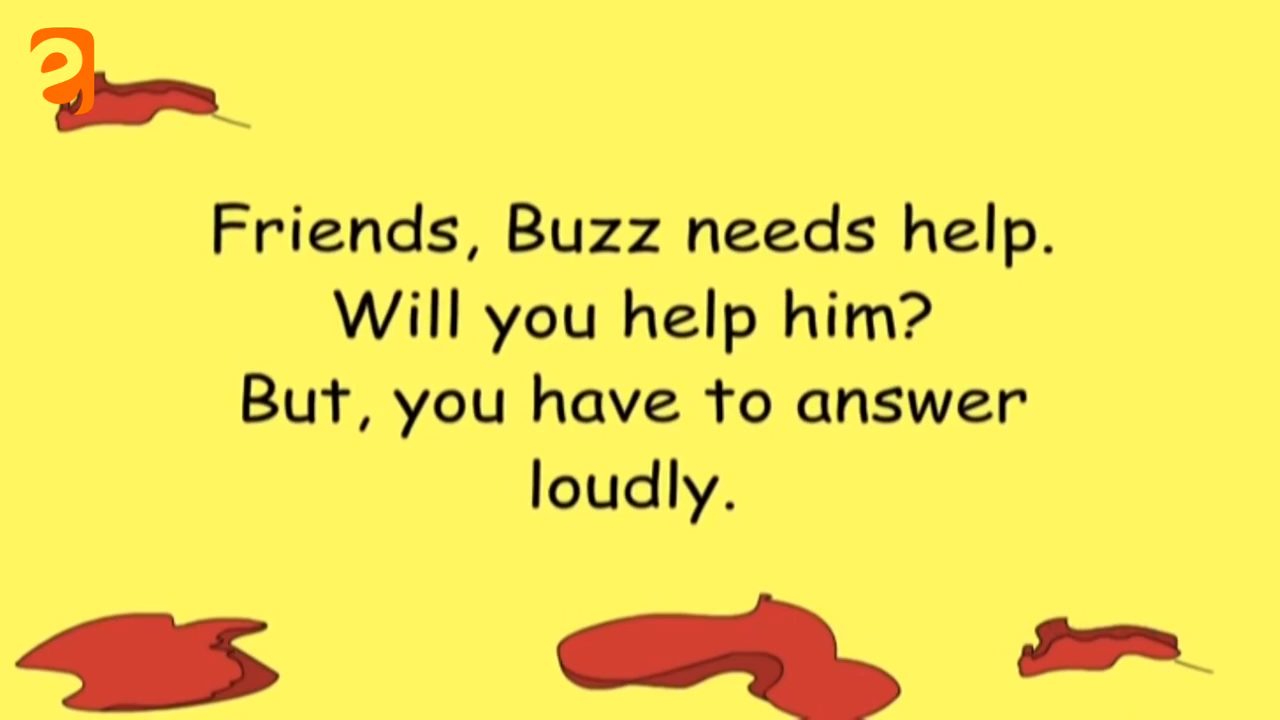 Friends, Buzz needs help.
Will you help him?
But, you have to answer
loudly.